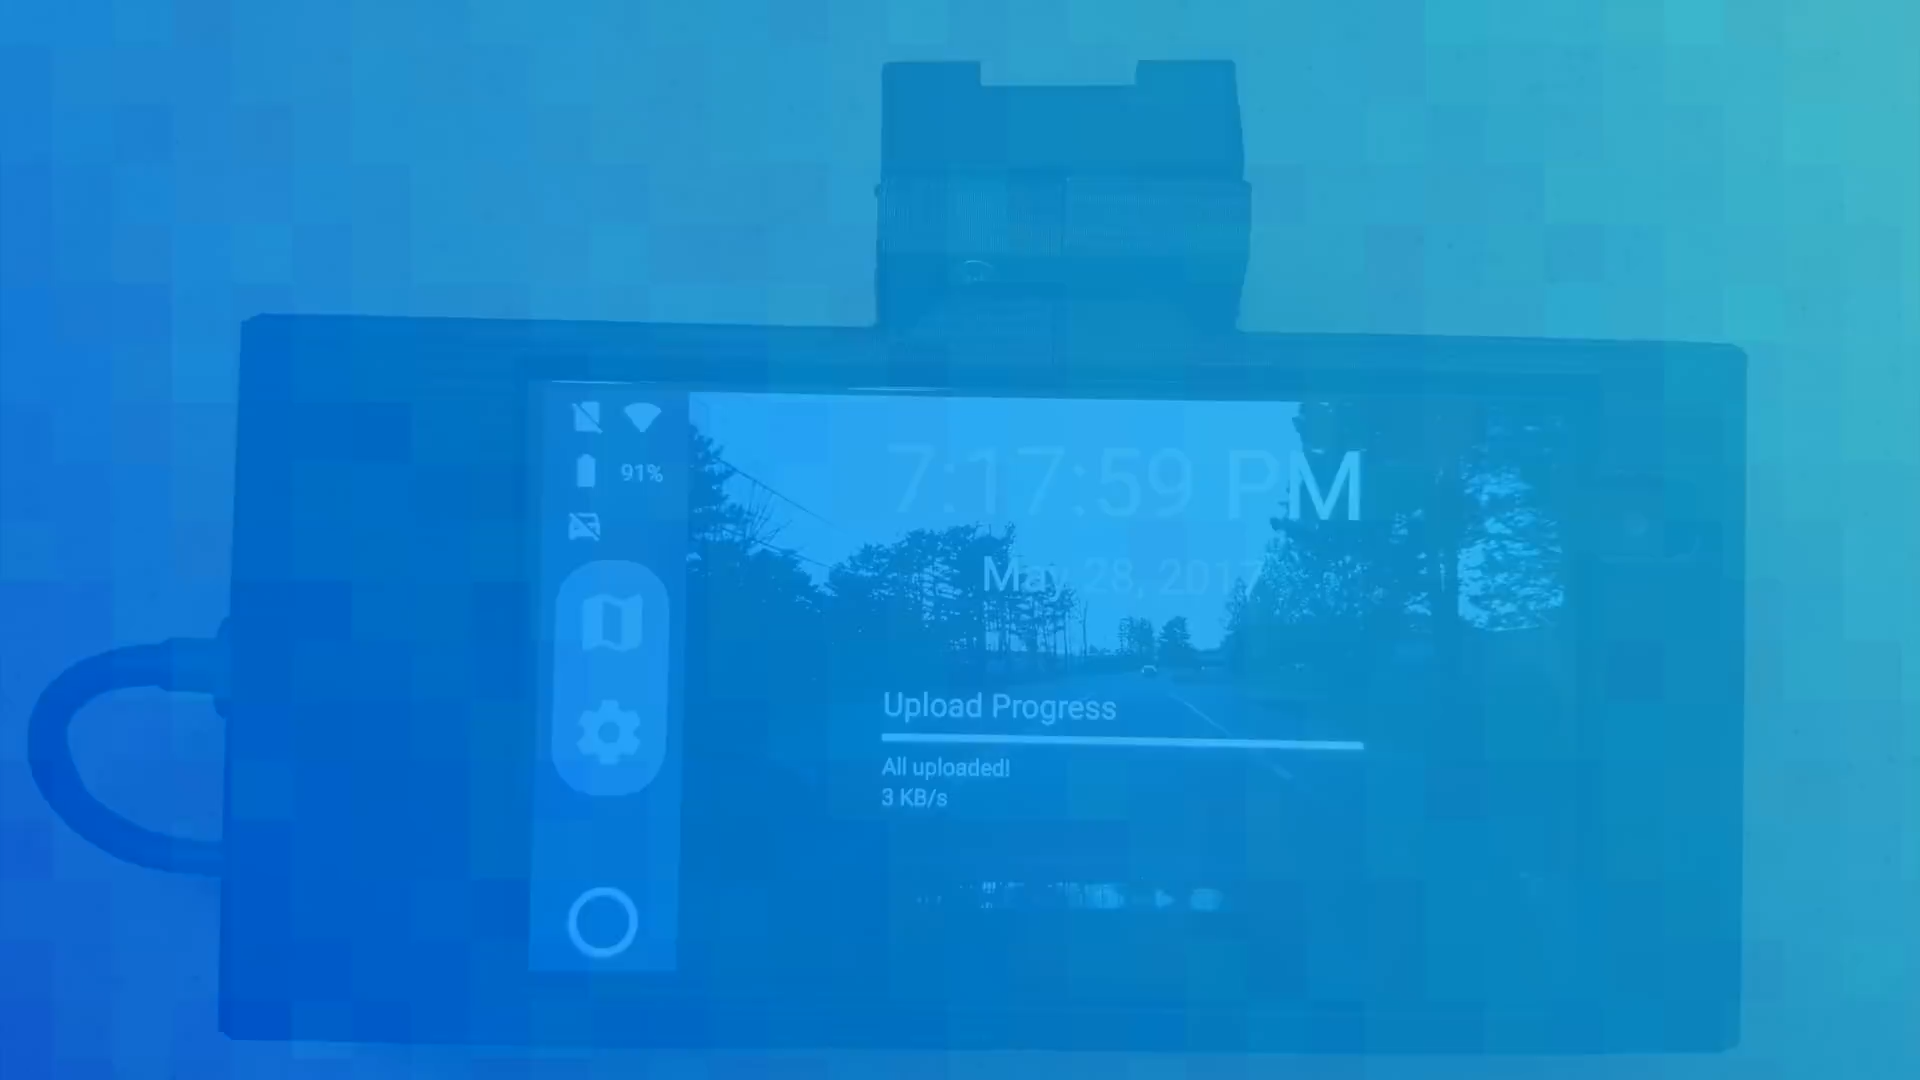 91%
7:17:59 PM
May 28, 2017
Upload Progress
All uploaded!
3 KB/s